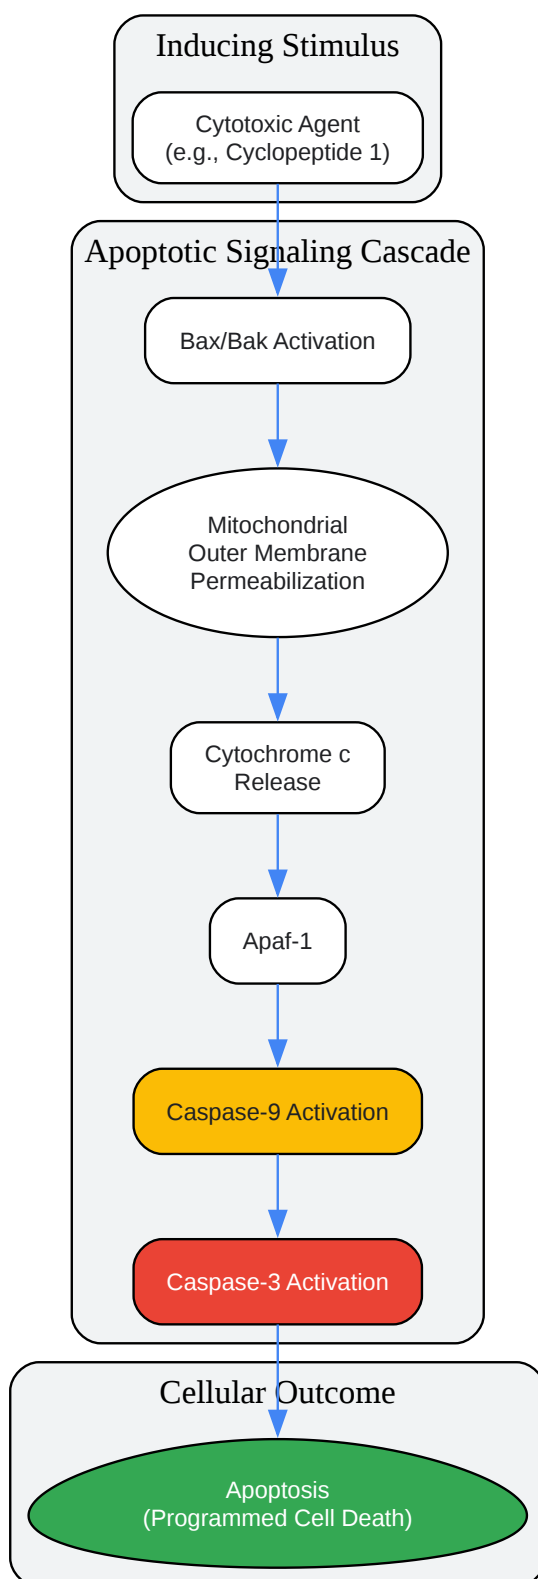 Inducing Stimulus
Cytotoxic Agent
(e.g., Cyclopeptide 1)
Apoptotic Signaling Cascade
Bax/Bak Activation
Mitochondrial
Outer Membrane
Permeabilization
Cytochrome c
Release
Apaf-1
Caspase-9 Activation
Caspase-3 Activation
Cellular Outcome
Apoptosis
(Programmed Cell Death)